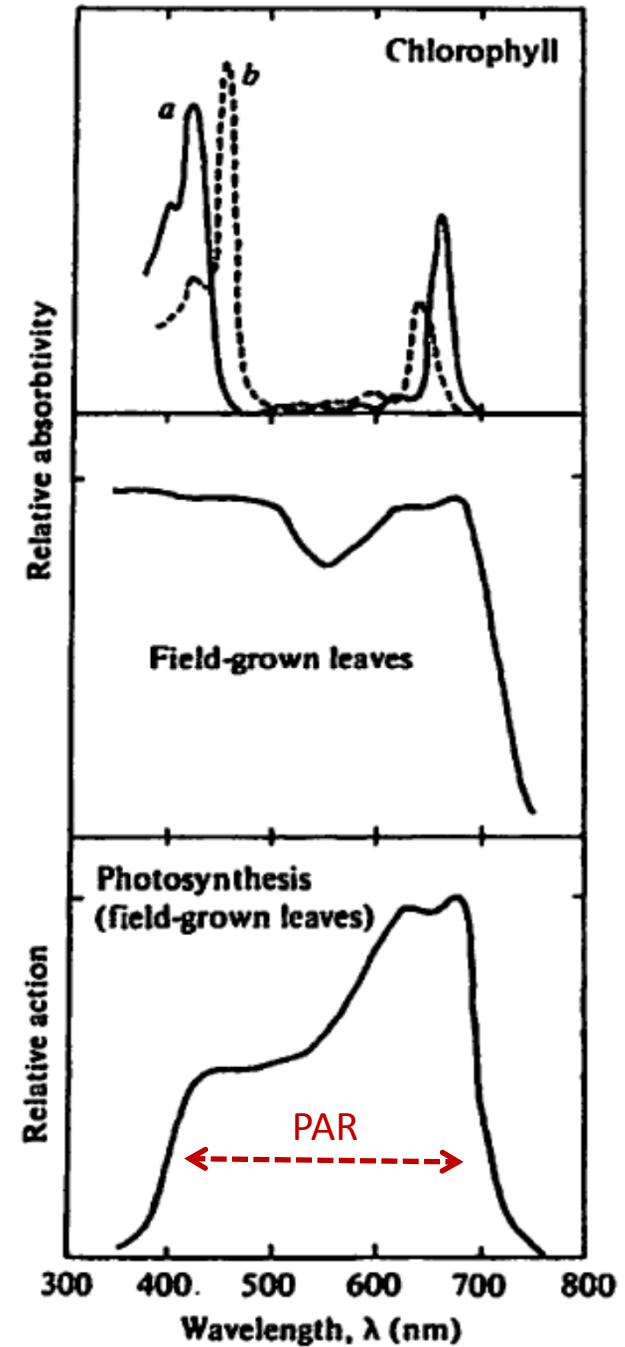 Chlorophyll
a
b
Relative absorbtivity
Field-grown leaves
Photosynthesis
(field-grown leaves)
Relative action
PAR
300 400. 500 600 700 800
Wavelength, λ (nm)